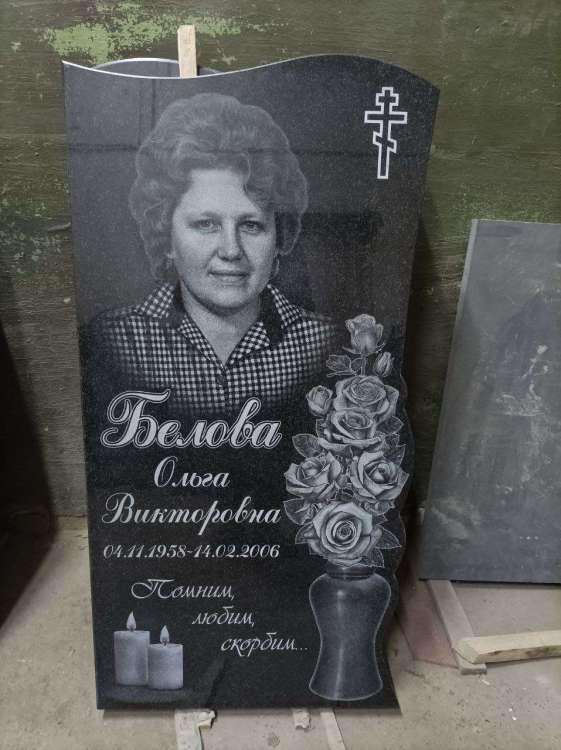 Белова
Ольга
Викторовна
04.11.1958-14.02.2006
Помним,
любим,
скорбим...